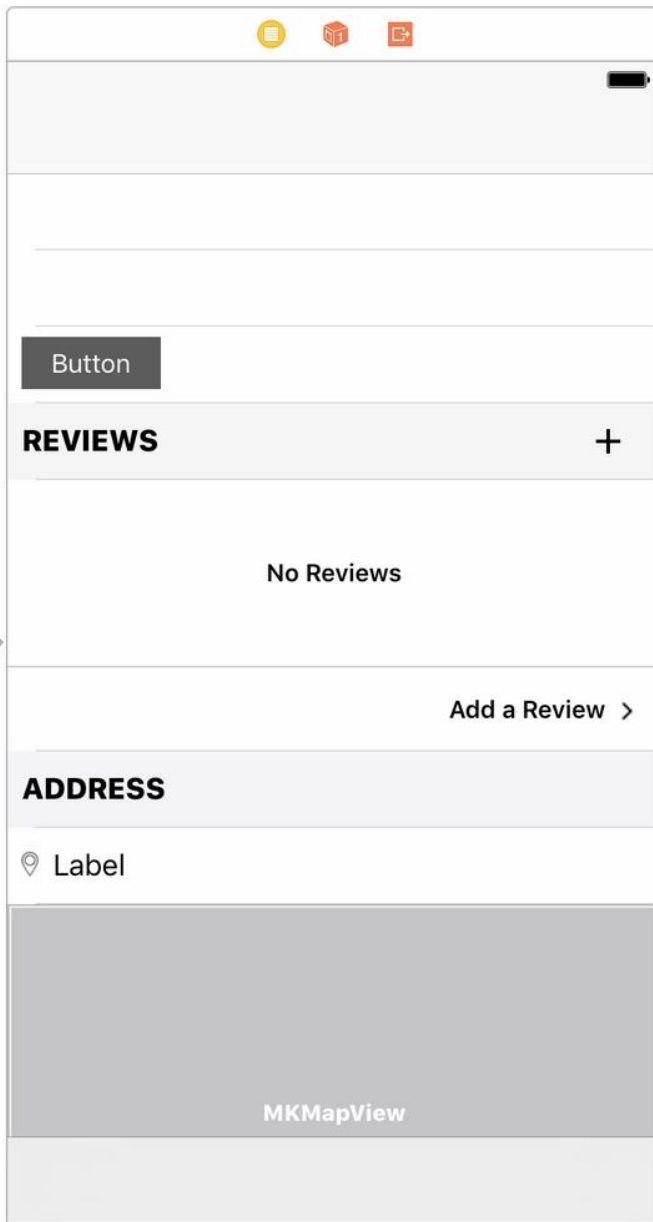 Button
REVIEWS +
No Reviews
Add a Review >
ADDRESS
Label
MKMapView